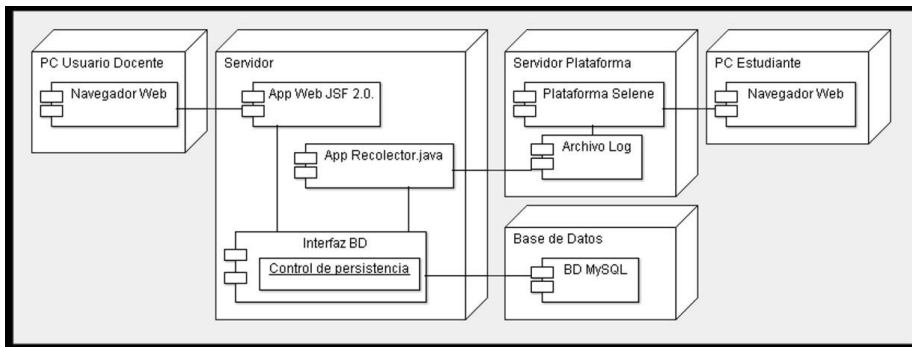 PC Usuario Docente
Navegador Web
Servidor
App Web JSF 2.0.
App Recolector.java
Interfaz BD
Control de persistencia
Servidor Plataforma
Plataforma Selene
Archivo Log
PC Estudiante
Navegador Web
Base de Datos
BD MySQL